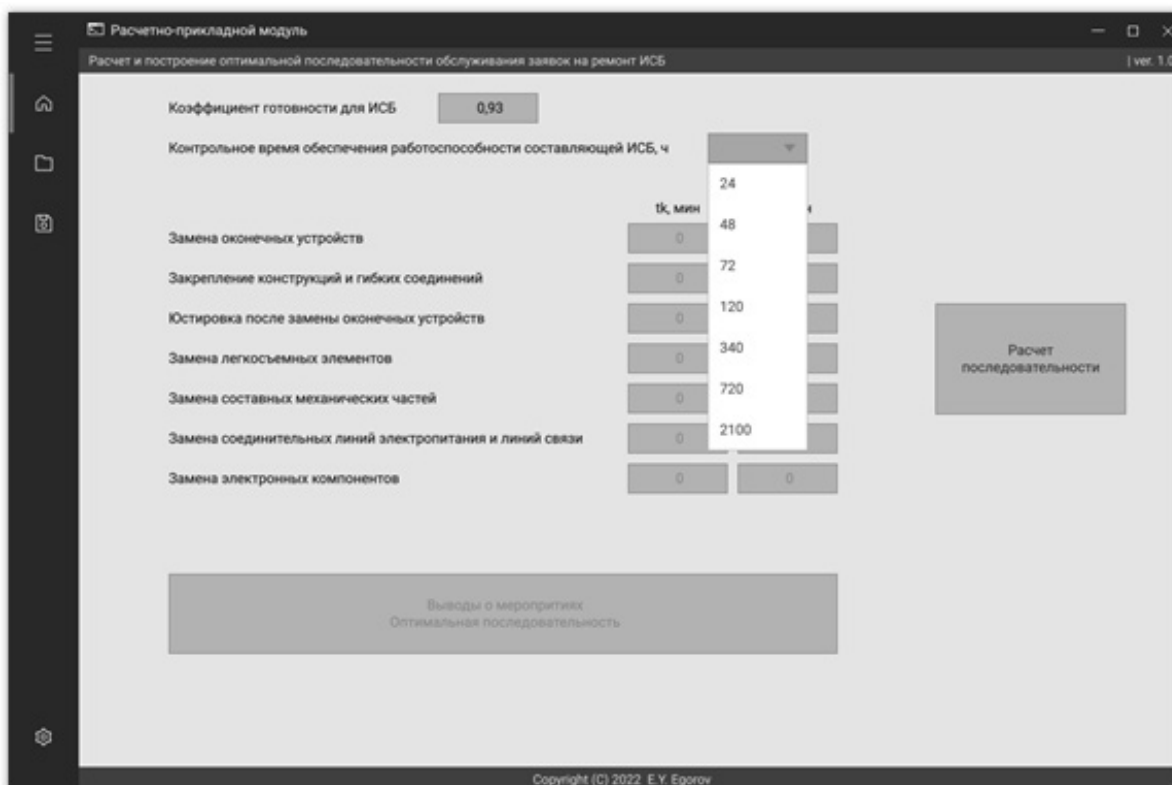 Расчетно-прикладной модуль
Расчет и построение оптимальной последовательности обслуживания заявок на ремонт ИСБ
| ver. 1.0
Коэффициент готовности для ИСБ 0,93
Контрольное время обеспечения работоспособности составляющей ИСБ, ч
24
tk, мин н
48
Замена оконечных устройств 0
72
Закрепление конструкций и гибких соединений 0
120
Юстировка после замены оконечных устройств 0
340
Замена легкосъемных элементов 0
720
Замена составных механических частей 0
2100
Замена соединительных линий электропитания и линий связи 0
Замена электронных компонентов 0 0
Расчет
последовательности
Выводы о меропритиях
Оптимальная последовательность
Copyright (C) 2022 E.Y. Egorov